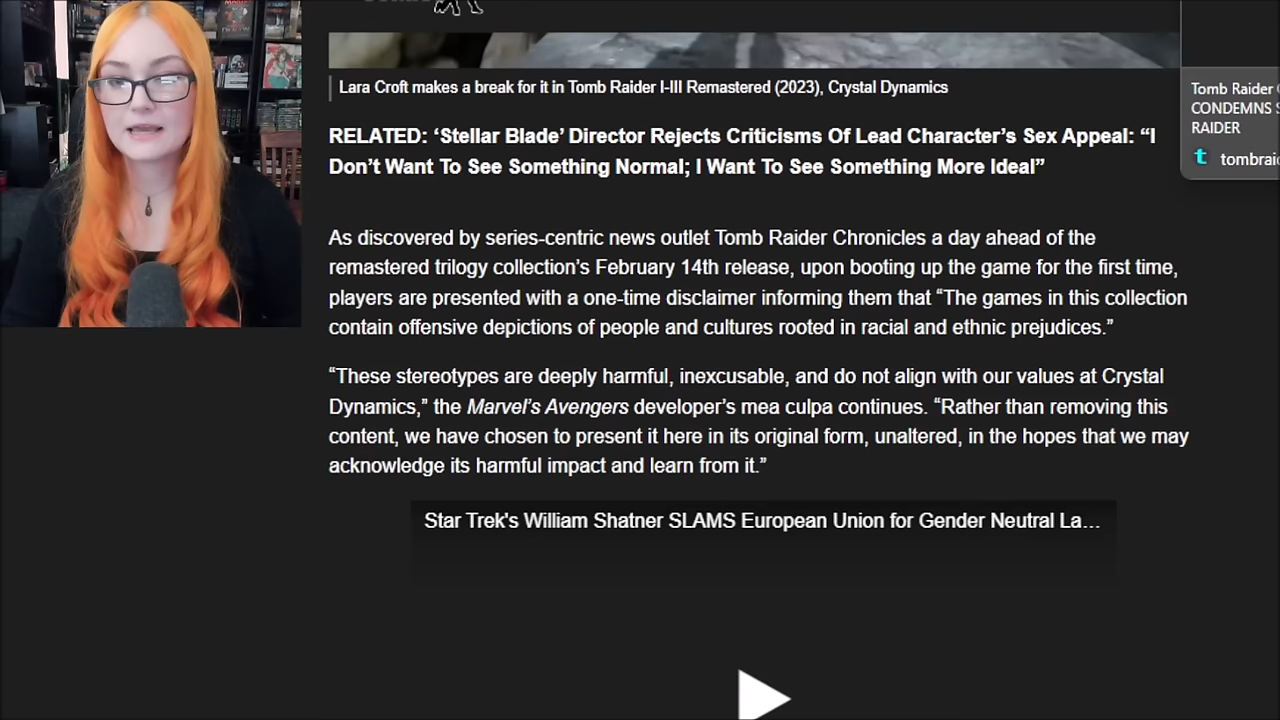 Lara Croft makes a break for it in Tomb Raider I-III Remastered (2023), Crystal Dynamics
Tomb Raider
CONDEMNS
RAIDER
tombraid
RELATED: ‘Stellar Blade’ Director Rejects Criticisms Of Lead Character’s Sex Appeal: “I
Don’t Want To See Something Normal; I Want To See Something More Ideal”
As discovered by series-centric news outlet Tomb Raider Chronicles a day ahead of the
remastered trilogy collection’s February 14th release, upon booting up the game for the first time,
players are presented with a one-time disclaimer informing them that “The games in this collection
contain offensive depictions of people and cultures rooted in racial and ethnic prejudices.”
“These stereotypes are deeply harmful, inexcusable, and do not align with our values at Crystal
Dynamics,” the Marvel’s Avengers developer’s mea culpa continues. “Rather than removing this
content, we have chosen to present it here in its original form, unaltered, in the hopes that we may
acknowledge its harmful impact and learn from it.”
Star Trek's William Shatner SLAMS European Union for Gender Neutral La...